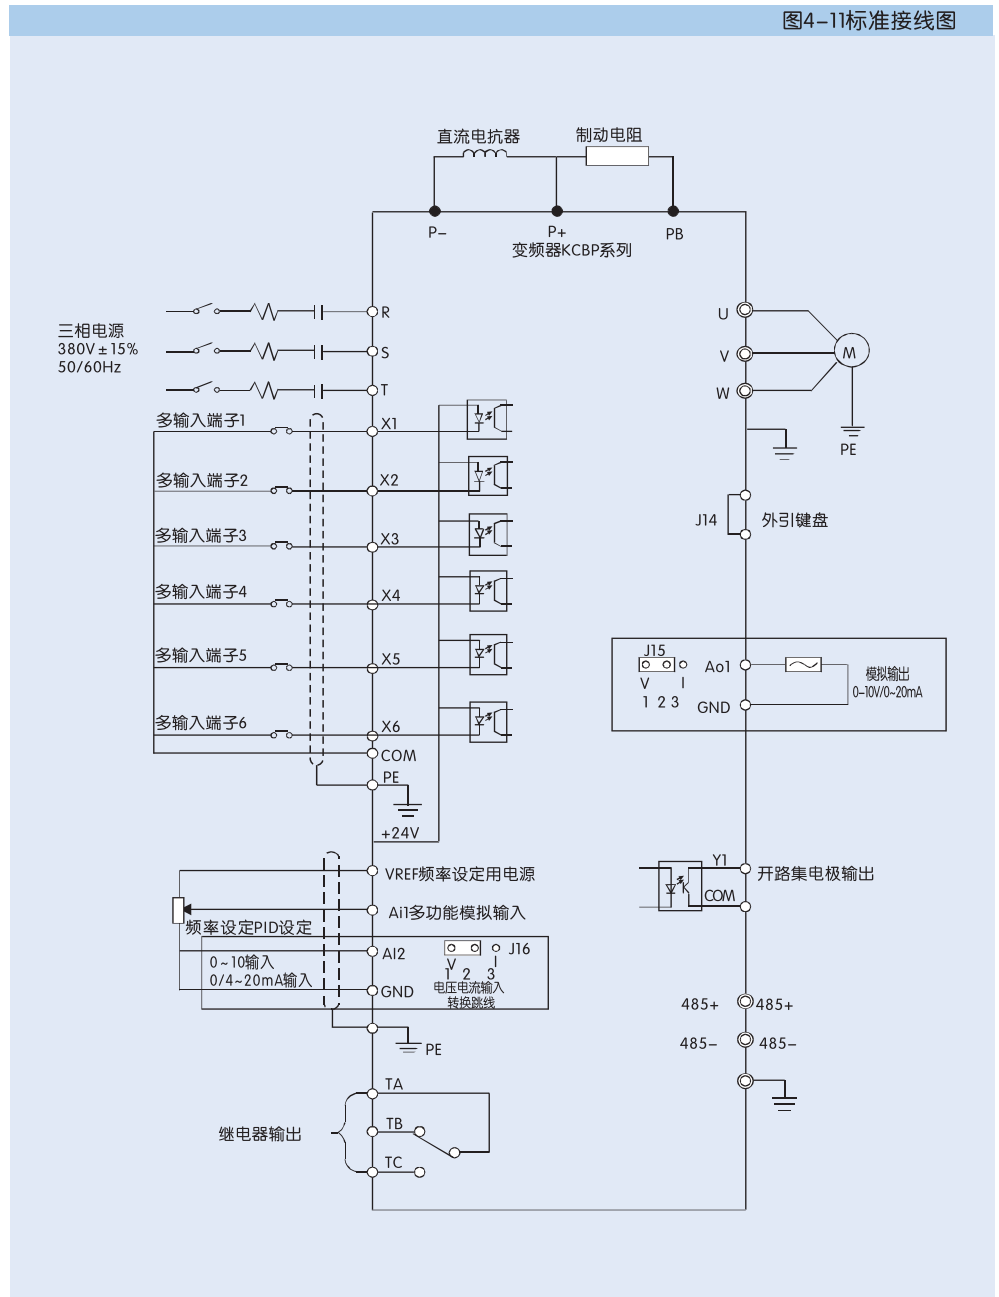 图4-11标准接线图
直流电抗器
制动电阻
P-
P+
PB
变频器KCBP系列
三相电源
380V±15%
50/60Hz
R
S
T
U
V
W
M
PE
多输入端子1
X1
多输入端子2
X2
多输入端子3
X3
多输入端子4
X4
多输入端子5
X5
多输入端子6
X6
COM
PE
+24V
J14
外引键盘
J15
V
I
1 2 3
Ao1
GND
模拟输出
0-10V/0~20mA
VREF频率设定用电源
Ai1多功能模拟输入
频率设定PID设定
0~10输入
0/4~20mA输入
AI2
GND
J16
V
I
1 2 3
电压电流输入
转换跳线
PE
Y1
COM
开路集电极输出
485+
485+
485-
485-
继电器输出
TA
TB
TC